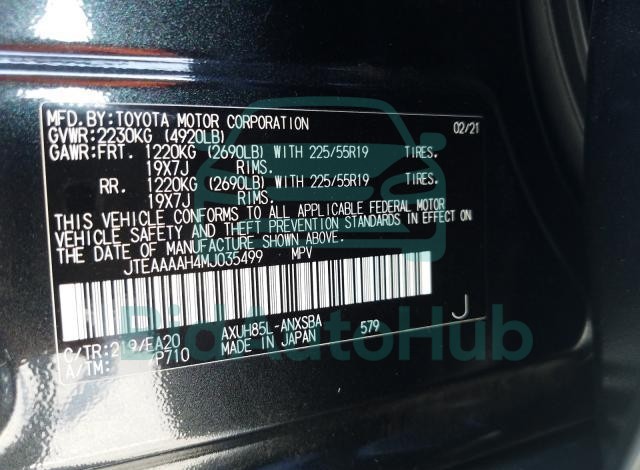 MFD.BY:TOYOTA MOTOR CORPORATION 02/21
GVWR:2230KG (4920LB)
GAWR:FRT. 1220KG (2690LB) WITH 225/55R19 TIRES.
19X7J RIMS.
RR. 1220KG (2690LB) WITH 225/55R19 TIRES.
19X7J RIMS.
THIS VEHICLE CONFORMS TO ALL APPLICABLE FEDERAL MOTOR
VEHICLE SAFETY AND THEFT PREVENTION STANDARDS IN EFFECT ON
THE DATE OF MANUFACTURE SHOWN ABOVE.
JTEAAAAH4MJ035499 MPV
J
C/TR:219/EA20 AXUH85L-ANXSBA 579
A/TM: P710 MADE IN JAPAN
BidAutoHub